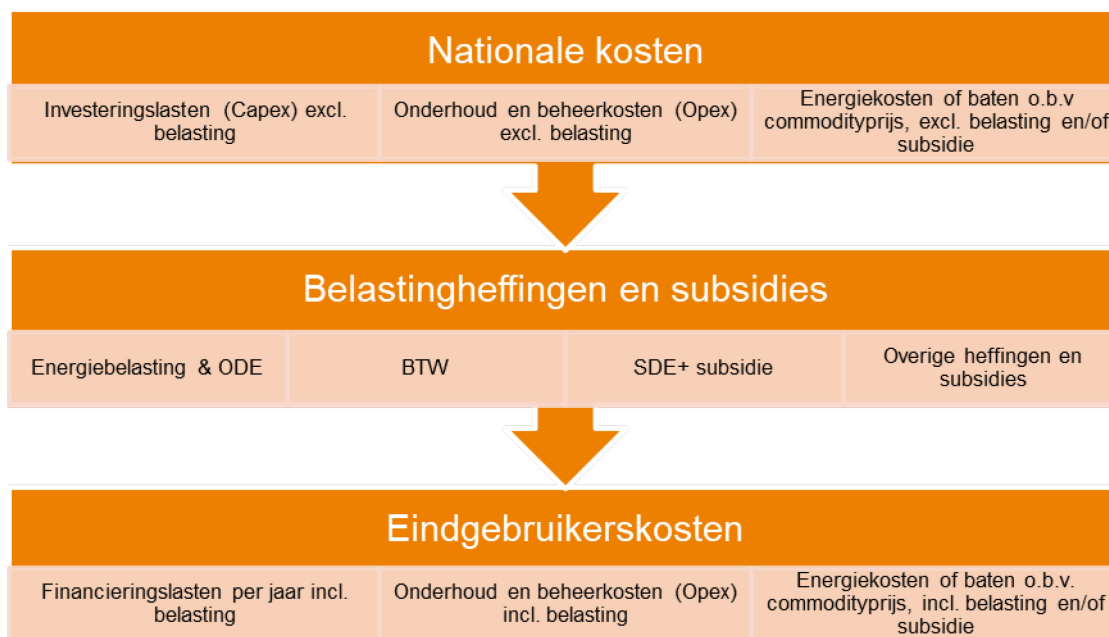 Nationale kosten
Investeringslasten (Capex) excl.
belasting
Onderhoud en beheerkosten (Opex)
excl. belasting
Energiekosten of baten o.b.v
commodityprijs, excl. belasting en/of
subsidie
Belastingheffingen en subsidies
Energiebelasting & ODE
BTW
SDE+ subsidie
Overige heffingen en
subsidies
Eindgebruikerskosten
Financieringslasten per jaar incl.
belasting
Onderhoud en beheerkosten (Opex)
incl. belasting
Energiekosten of baten o.b.v.
commodityprijs, incl. belasting en/of
subsidie